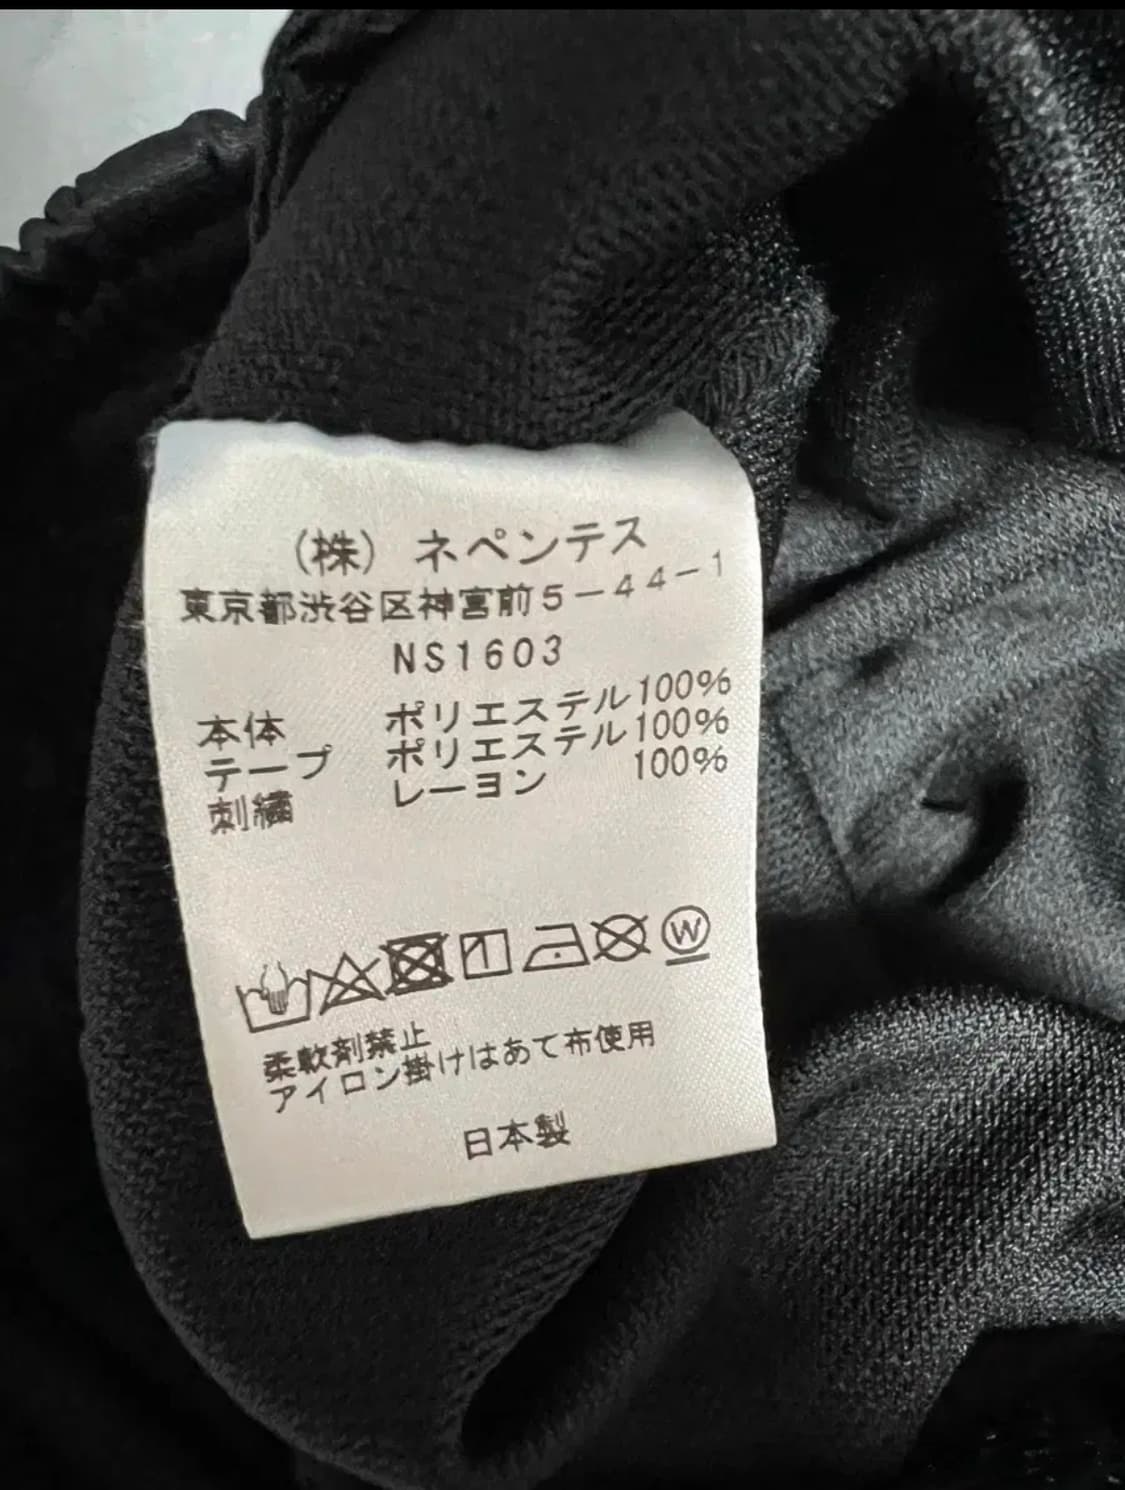 (株) ネペンテス
東京都渋谷区神宮前5-44-1
NS1603
本体 ポリエステル100%
テープ ポリエステル100%
刺繍 レーヨン 100%
W
柔軟剤禁止
アイロン掛けはあて布使用
日本製